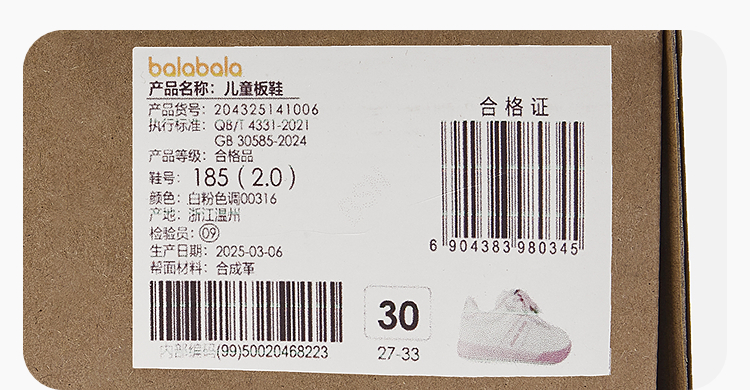 balabala
产品名称：儿童板鞋
产品货号：204325141006
执行标准：QB/T 4331-2021
GB 30585-2024
产品等级：合格品
鞋号：185（2.0）
颜色：白粉色调00316
产地：浙江温州
检验员：09
生产日期：2025-03-06
帮面材料：合成革
内部编码(99)50020468223
合格证
6 904383 980345
30
27-33